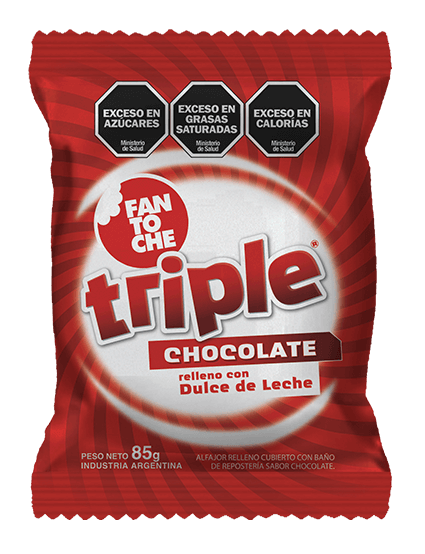 EXCESO EN
AZÚCARES
Ministerio
de Salud
EXCESO EN
GRASAS
SATURADAS
Ministerio
de Salud
EXCESO EN
CALORÍAS
Ministerio
de Salud
FAN
TO
CHE
triple®
CHOCOLATE
relleno con
Dulce de Leche
PESO NETO 85g
INDUSTRIA ARGENTINA
ALFAJOR RELLENO CUBIERTO CON BAÑO
DE REPOSTERÍA SABOR CHOCOLATE.